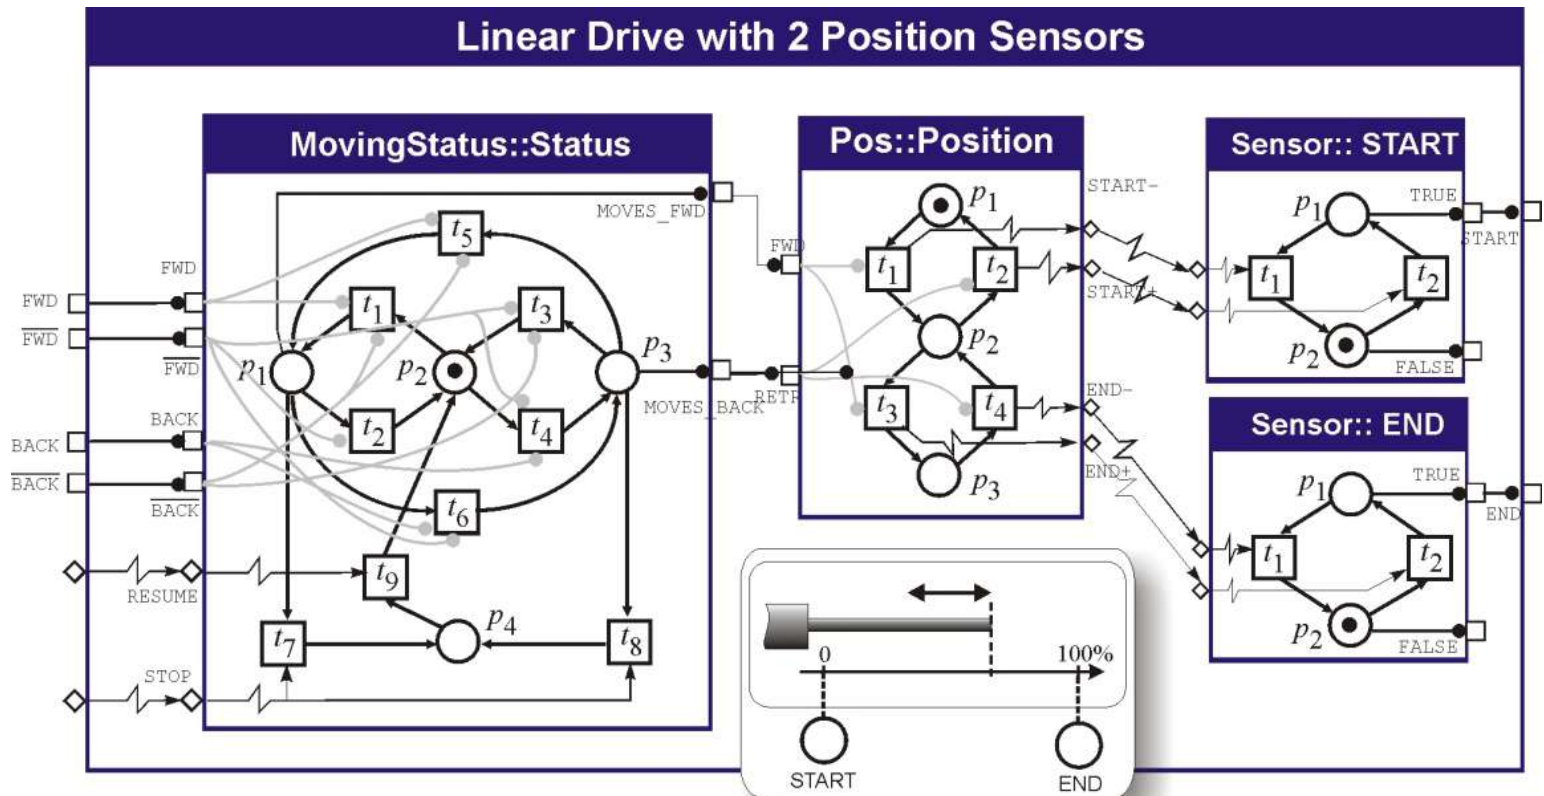 Linear Drive with 2 Position Sensors
MovingStatus::Status
Pos::Position
Sensor:: START
Sensor:: END
FWD
FWD
FWD
FWD
BACK
BACK
BACK
BACK
RESUME
STOP
t5
t1
t3
p1
p2
p3
t2
t4
t6
t9
t7
p4
t8
MOVES_FWD
MOVES_BACK
FWD
RETR
p1
t1
t2
p2
t3
t4
p3
START-
START+
END-
END+
p1
TRUE
START
t1
t2
p2
FALSE
p1
TRUE
END
t1
t2
p2
FALSE
0
100%
START
END